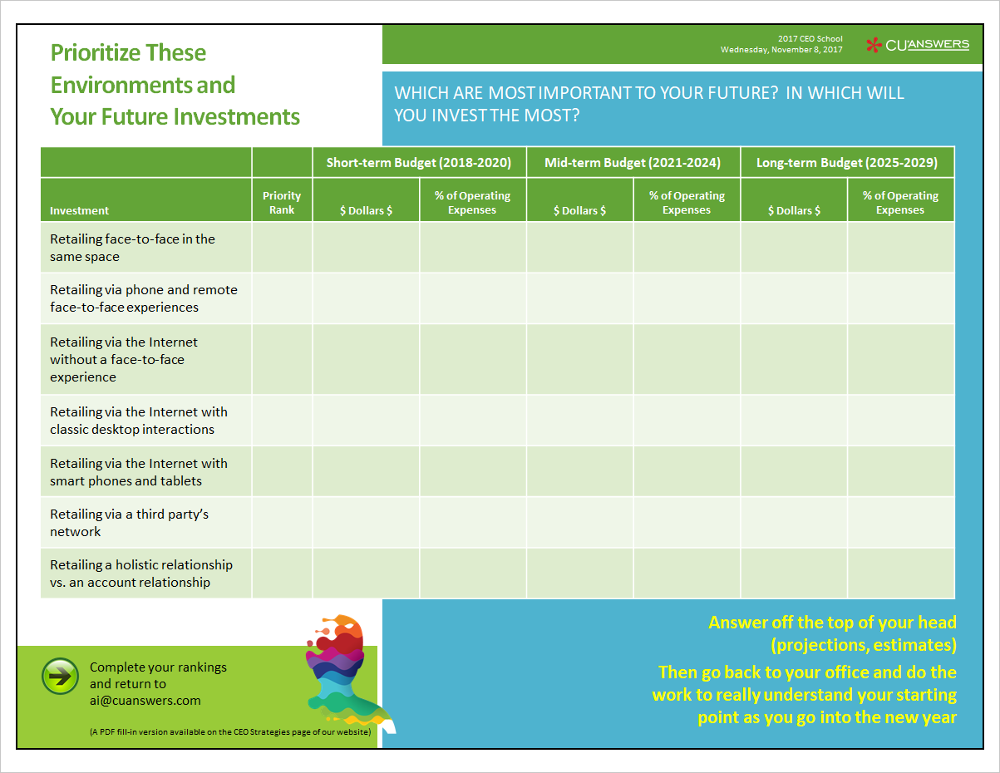 Prioritize These
Environments and
Your Future Investments
2017 CEO School
Wednesday, November 8, 2017
CU*ANSWERS
WHICH ARE MOST IMPORTANT TO YOUR FUTURE? IN WHICH WILL
YOU INVEST THE MOST?
Short-term Budget (2018-2020)
Mid-term Budget (2021-2024)
Long-term Budget (2025-2029)
Investment
Priority
Rank
$ Dollars $
% of Operating
Expenses
$ Dollars $
% of Operating
Expenses
$ Dollars $
% of Operating
Expenses
Retailing face-to-face in the
same space
Retailing via phone and remote
face-to-face experiences
Retailing via the Internet
without a face-to-face
experience
Retailing via the Internet with
classic desktop interactions
Retailing via the Internet with
smart phones and tablets
Retailing via a third party’s
network
Retailing a holistic relationship
vs. an account relationship
Complete your rankings
and return to
ai@cuanswers.com
(A PDF fill-in version available on the CEO Strategies page of our website)
Answer off the top of your head
(projections, estimates)
Then go back to your office and do the
work to really understand your starting
point as you go into the new year